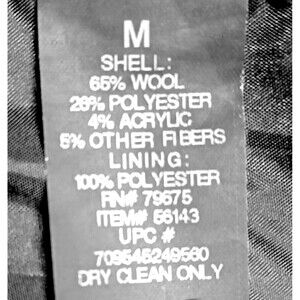 M
SHELL:
65% WOOL
26% POLYESTER
4% ACRYLIC
5% OTHER FIBERS
LINING:
100% POLYESTER
RN# 79675
ITEM# 56143
UPC #
709545249560
DRY CLEAN ONLY